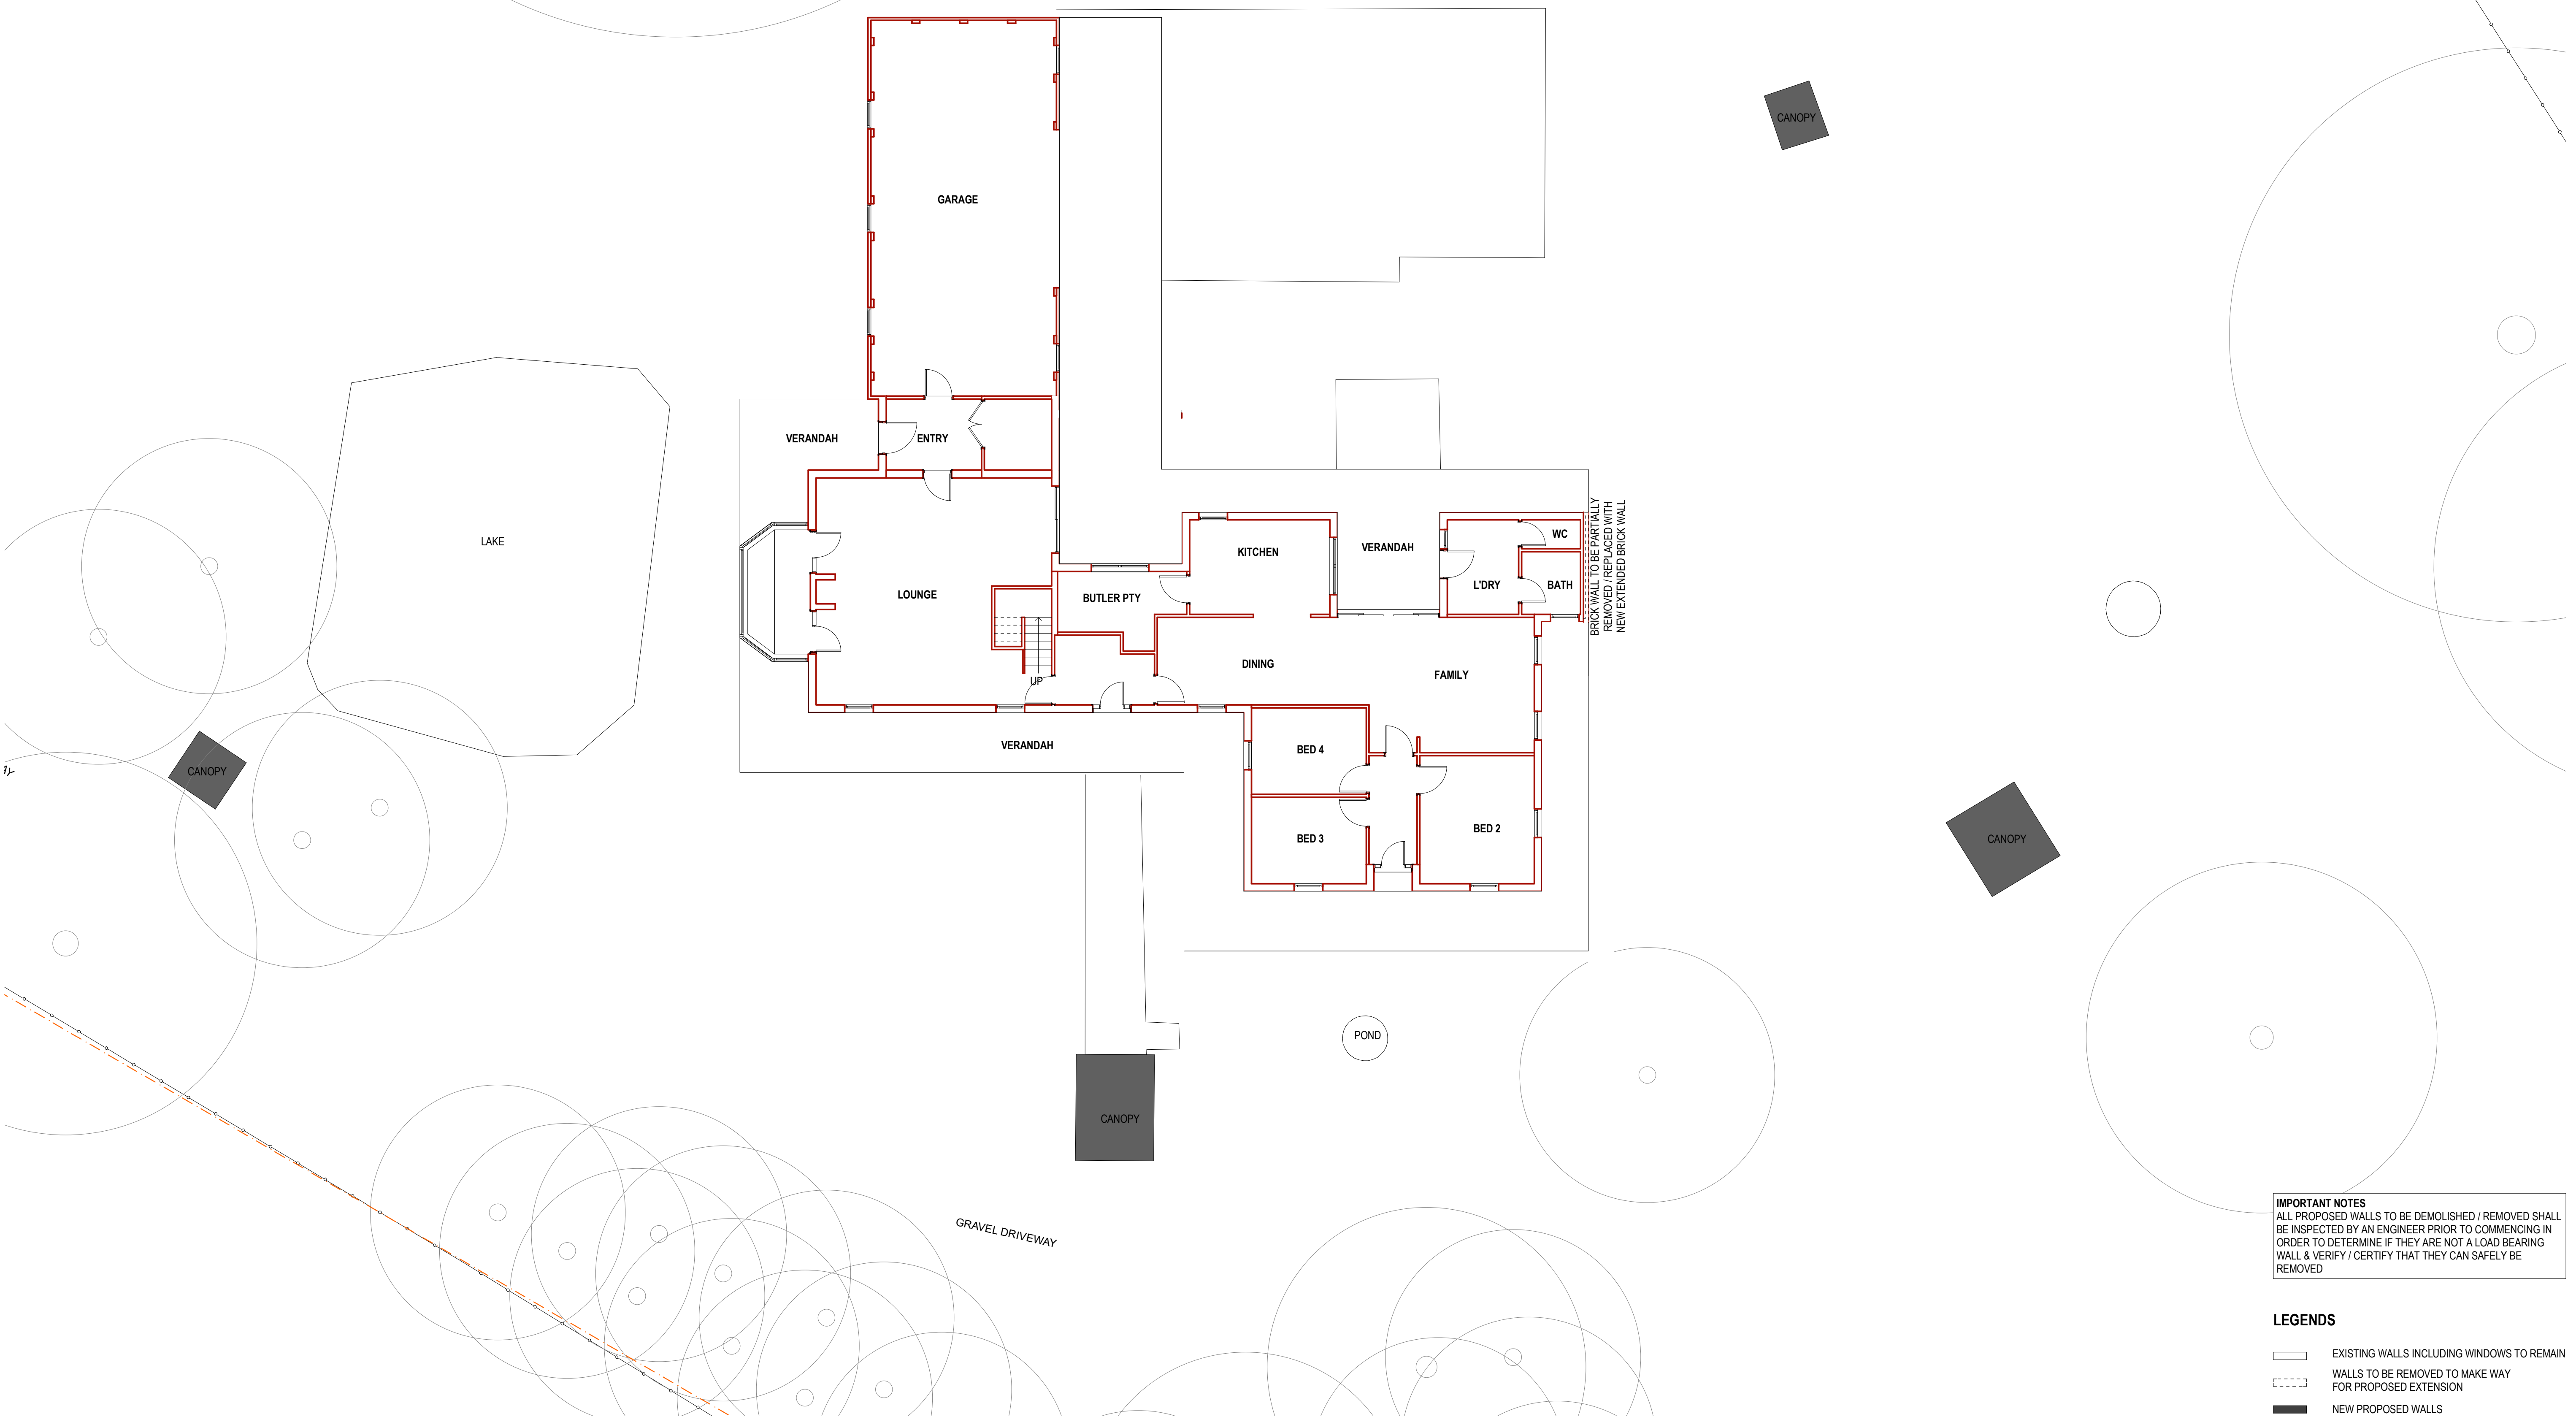 CANOPY
GARAGE
VERANDAH
ENTRY
LAKE
BRICK WALL TO BE PARTIALLY
REMOVED / REPLACED WITH
NEW EXTENDED BRICK WALL
WC
KITCHEN
VERANDAH
L'DRY
BATH
LOUNGE
BUTLER PTY
DINING
FAMILY
UP
VERANDAH
BED 4
CANOPY
BED 3
BED 2
CANOPY
POND
CANOPY
GRAVEL DRIVEWAY
IMPORTANT NOTES
ALL PROPOSED WALLS TO BE DEMOLISHED / REMOVED SHALL
BE INSPECTED BY AN ENGINEER PRIOR TO COMMENCING IN
ORDER TO DETERMINE IF THEY ARE NOT A LOAD BEARING
WALL & VERIFY / CERTIFY THAT THEY CAN SAFELY BE
REMOVED
LEGENDS
EXISTING WALLS INCLUDING WINDOWS TO REMAIN
WALLS TO BE REMOVED TO MAKE WAY
FOR PROPOSED EXTENSION
NEW PROPOSED WALLS